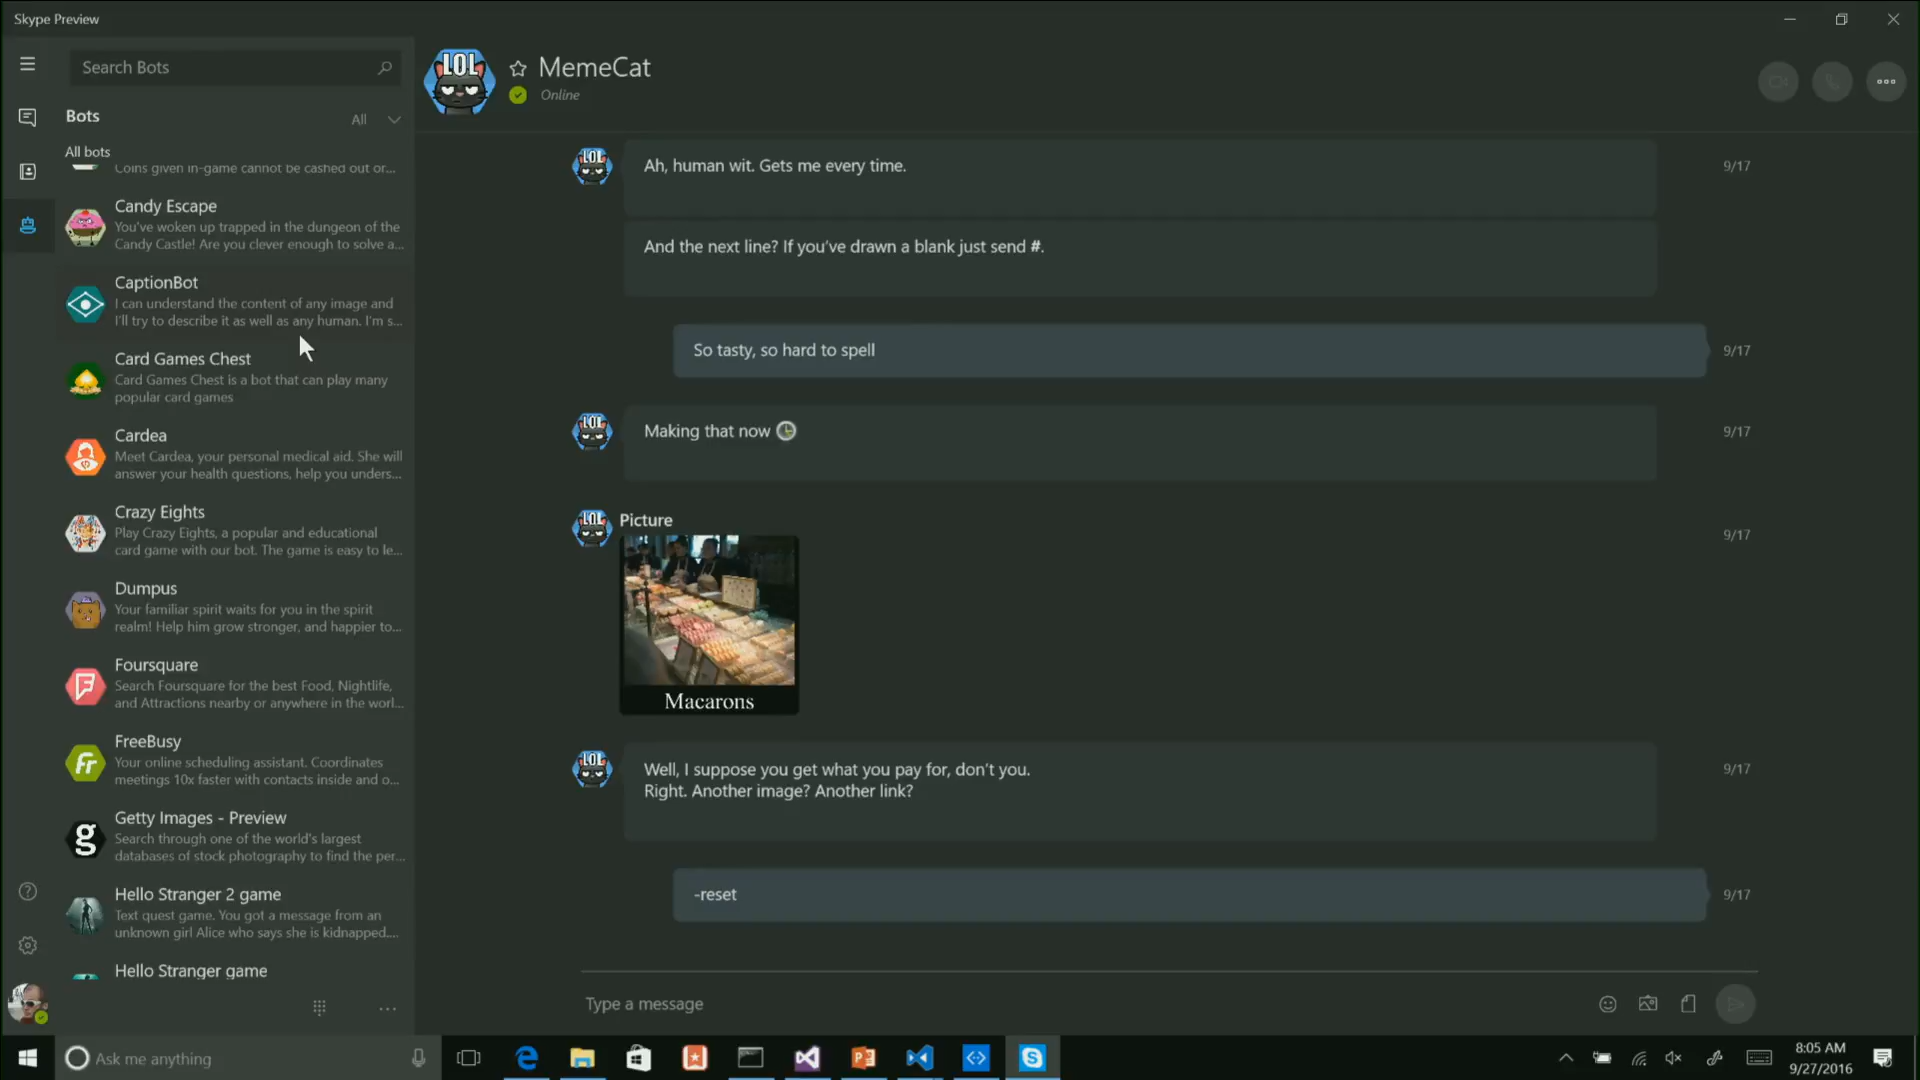 Skype Preview
Search Bots
Bots
All
All bots
Coins given in-game cannot be cashed out or...
Candy Escape
You've woken up trapped in the dungeon of the
Candy Castle! Are you clever enough to solve a...
CaptionBot
I can understand the content of any image and
I'll try to describe it as well as any human. I'm s...
Card Games Chest
Card Games Chest is a bot that can play many
popular card games
Cardea
Meet Cardea, your personal medical aid. She will
answer your health questions, help you unders...
Crazy Eights
Play Crazy Eights, a popular and educational
card game with our bot. The game is easy to le...
Dumpus
Your familiar spirit waits for you in the spirit
realm! Help him grow stronger, and happier to...
Foursquare
Search Foursquare for the best Food, Nightlife,
and Attractions nearby or anywhere in the worl...
FreeBusy
Your online scheduling assistant. Coordinates
meetings 10x faster with contacts inside and o...
Getty Images - Preview
Search through one of the world's largest
databases of stock photography to find the per...
Hello Stranger 2 game
Text quest game. You got a message from an
unknown girl Alice who says she is kidnapped....
Hello Stranger game
LOL
MemeCat
Online
LOL
Ah, human wit. Gets me every time.
9/17
And the next line? If you've drawn a blank just send #.
So tasty, so hard to spell
9/17
LOL
Making that now
9/17
LOL
Picture
9/17
Macarons
LOL
Well, I suppose you get what you pay for, don't you.
Right. Another image? Another link?
9/17
-reset
9/17
Type a message
Ask me anything
8:05 AM
9/27/2016